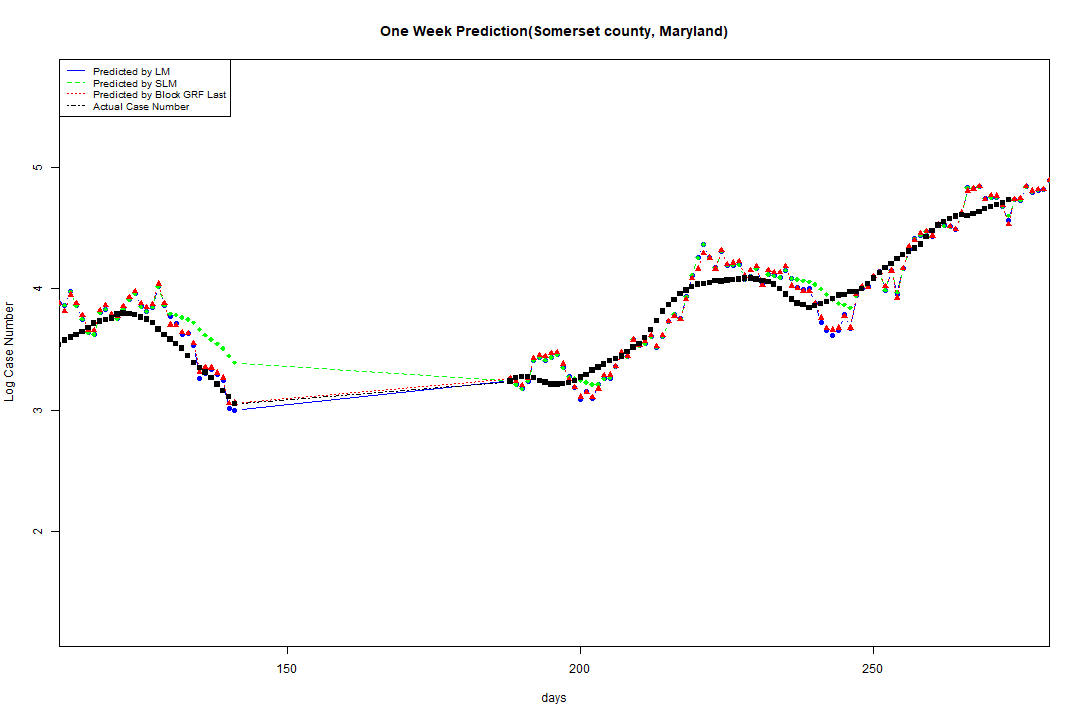 One Week Prediction(Somerset county, Maryland)
Predicted by LM
Predicted by SLM
Predicted by Block GRF Last
Actual Case Number
5
4
3
2
Log Case Number
150 200 250
days